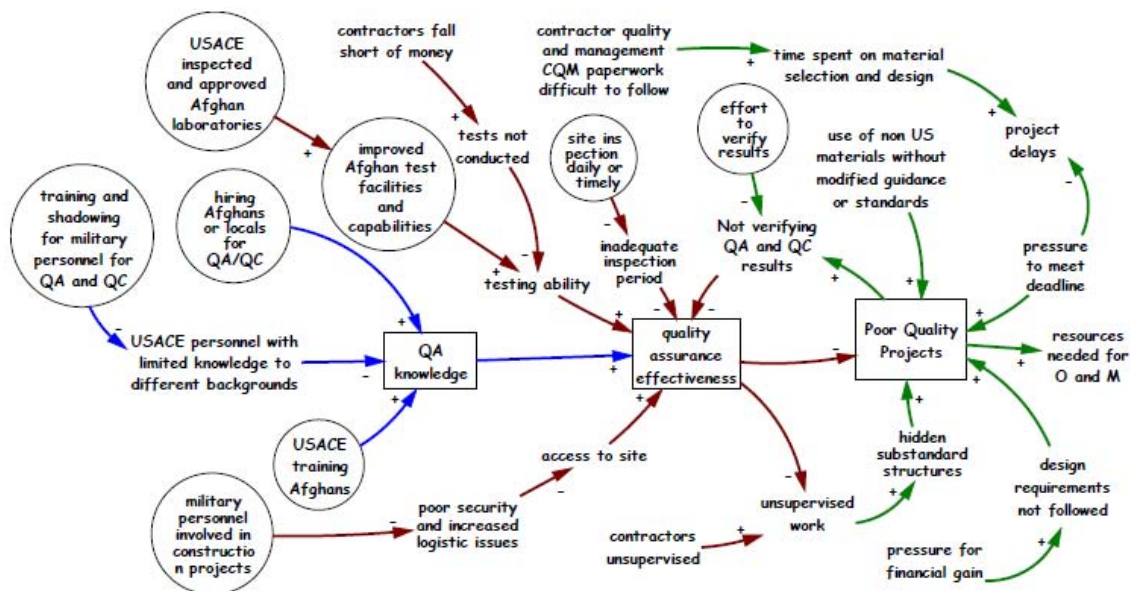 USACE
inspected
and approved
Afghan
laboratories
contractors fall
short of money
contractor quality
and management
CQM paperwork
difficult to follow
+
time spent on material
selection and design
+
tests not
conducted
site ins
pection
daily or
timely
effort
to
verify
results
use of non US
materials without
modified guidance
or standards
+
project
delays
+
improved
Afghan test
facilities
and
capabilities
training and
shadowing
for military
personnel for
QA and QC
hiring
Afghans
or locals
for
QA/QC
–
–
–
inadequate
inspection
period
Not verifying
QA and QC
results
pressure
to meet
deadline
–
+
testing ability
+
+
+
–
USACE personnel with
limited knowledge to
different backgrounds
–
+
QA
knowledge
+
+
–
–
quality
assurance
effectiveness
+
+
–
Poor Quality
Projects
+
+
+
+
resources
needed for
O and M
USACE
training
Afghans
access to site
–
hidden
substandard
structures
+
design
requirements
not followed
+
military
personnel
involved in
constructio
n projects
–
poor security
and increased
logistic issues
–
unsupervised
work
contractors
unsupervised
+
pressure for
financial gain
+